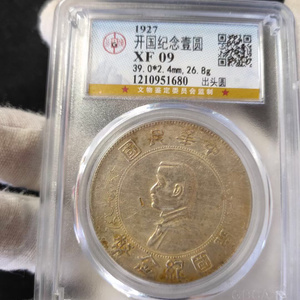 1927
开国纪念壹圆
XF 09
39.0*2.4mm,26.8g
1210951680 出头圆
★ 文物鉴定委员会监制 ★
中華民國
開國紀念幣